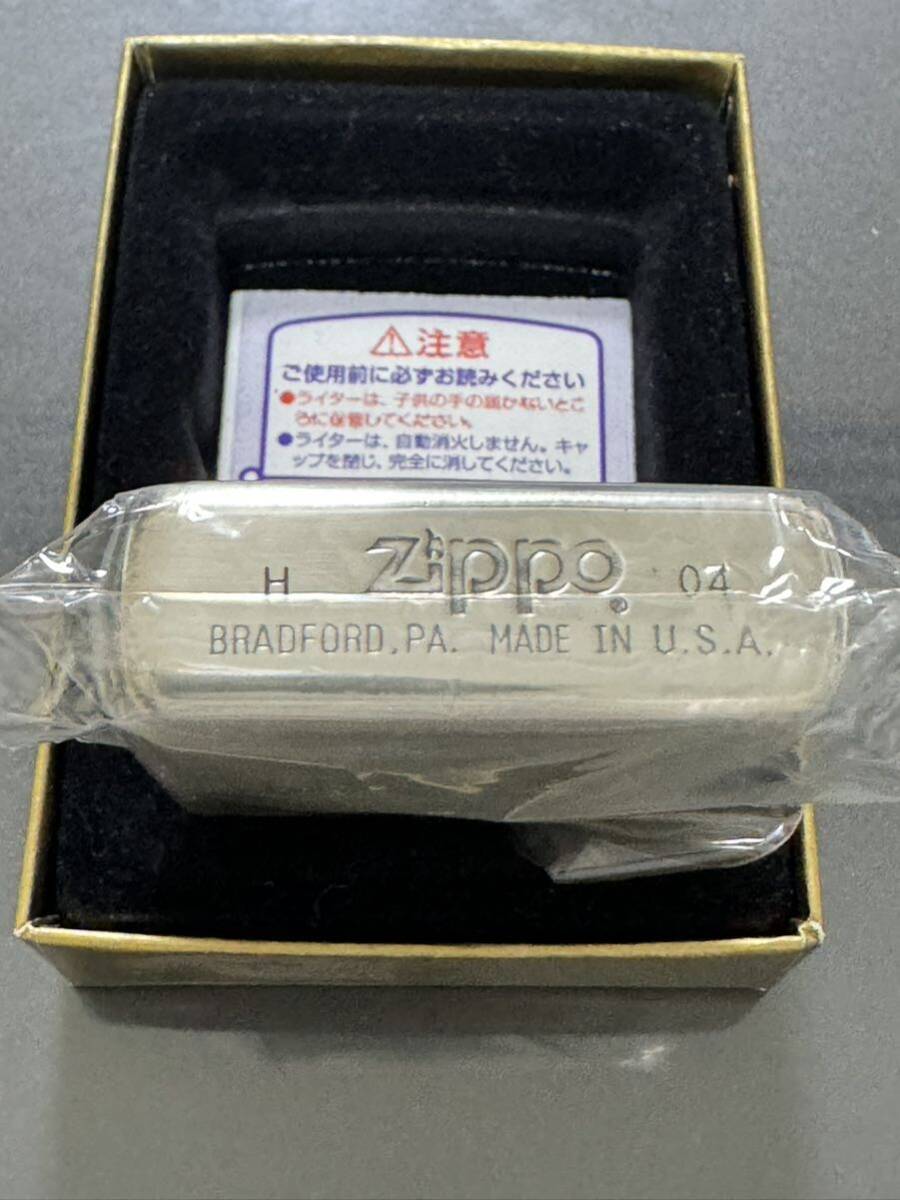 ⚠注意
ご使用前に必ずお読みください
●ライターは、子供の手の届かないとこ
ろに保管してください。
●ライターは、自動消火しません。キャ
ップを閉じ、完全に消してください。
H Zippo 04
BRADFORD, PA. MADE IN U.S.A.